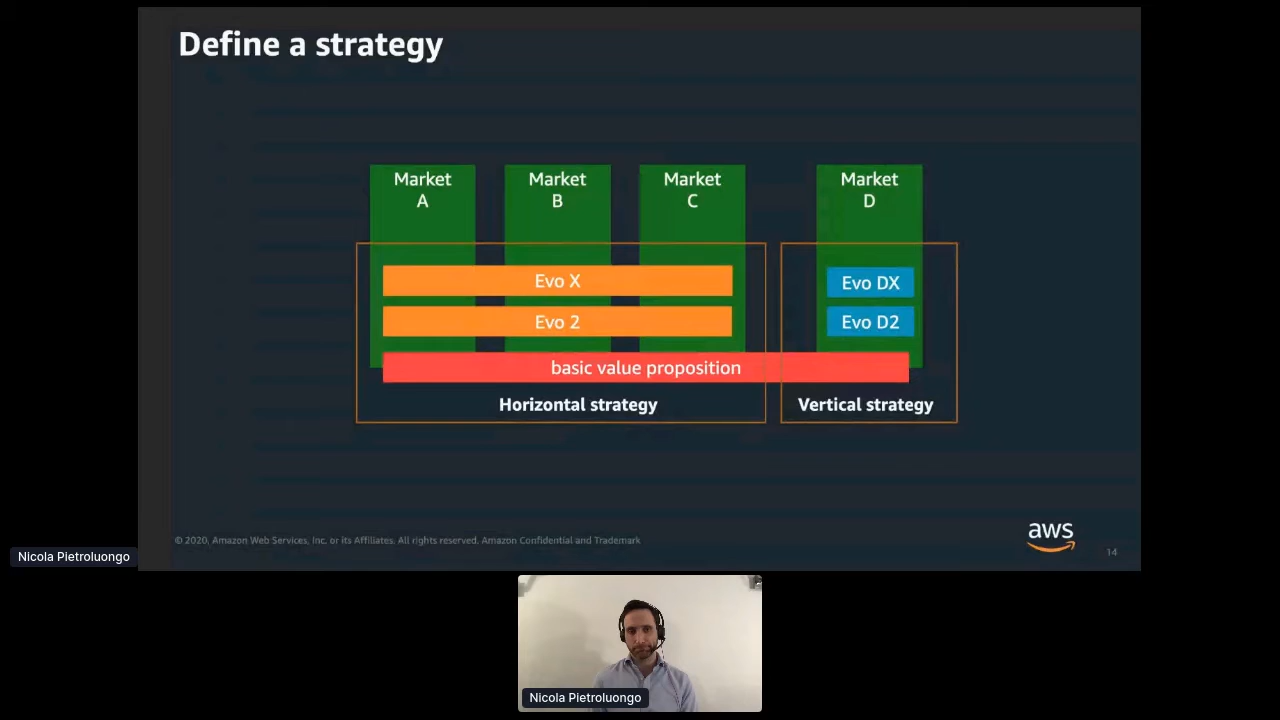 Define a strategy
Market
A
Market
B
Market
C
Market
D
Evo X
Evo DX
Evo 2
Evo D2
basic value proposition
Horizontal strategy
Vertical strategy
© 2020, Amazon Web Services, Inc. or its Affiliates. All rights reserved. Amazon Confidential and Trademark
aws
14
Nicola Pietroluongo
Nicola Pietroluongo